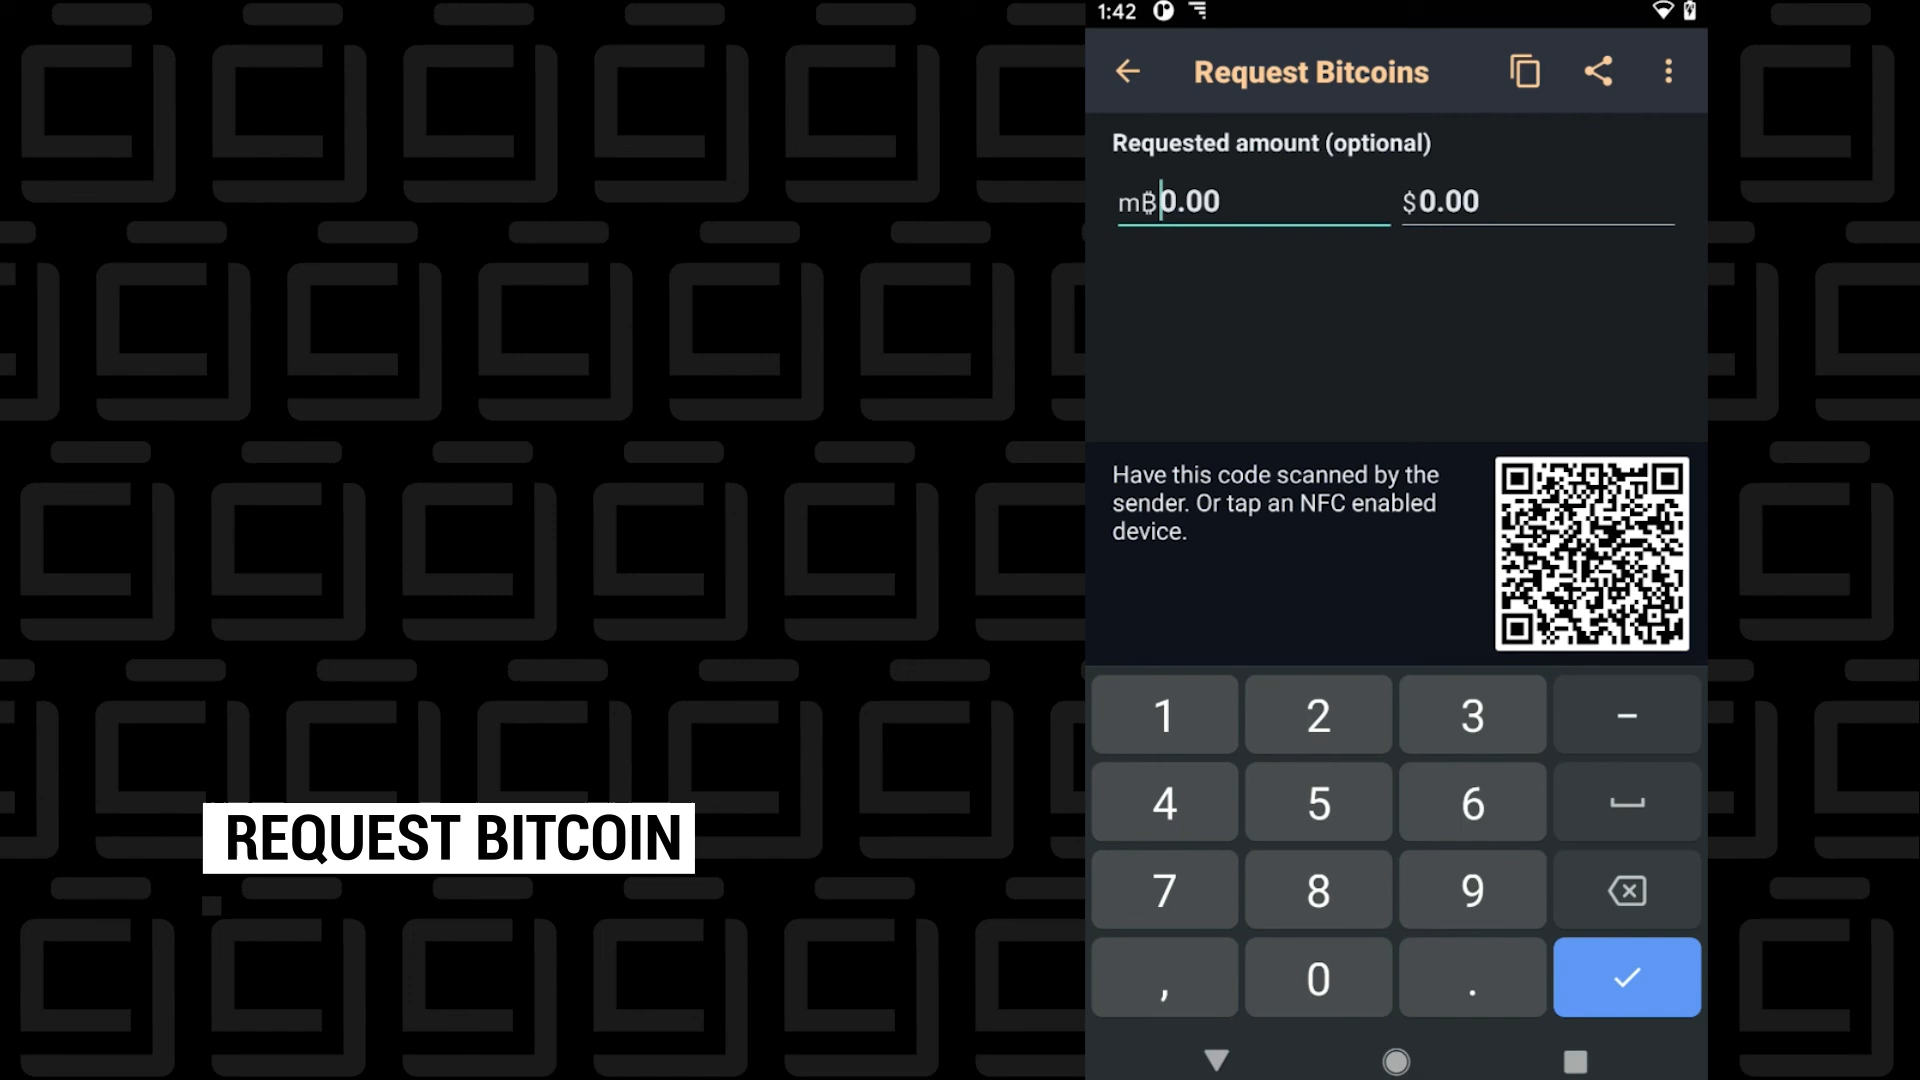 1:42
Request Bitcoins
Requested amount (optional)
m₿0.00 $0.00
Have this code scanned by the
sender. Or tap an NFC enabled
device.
1 2 3 –
4 5 6
7 8 9
, 0 .
REQUEST BITCOIN